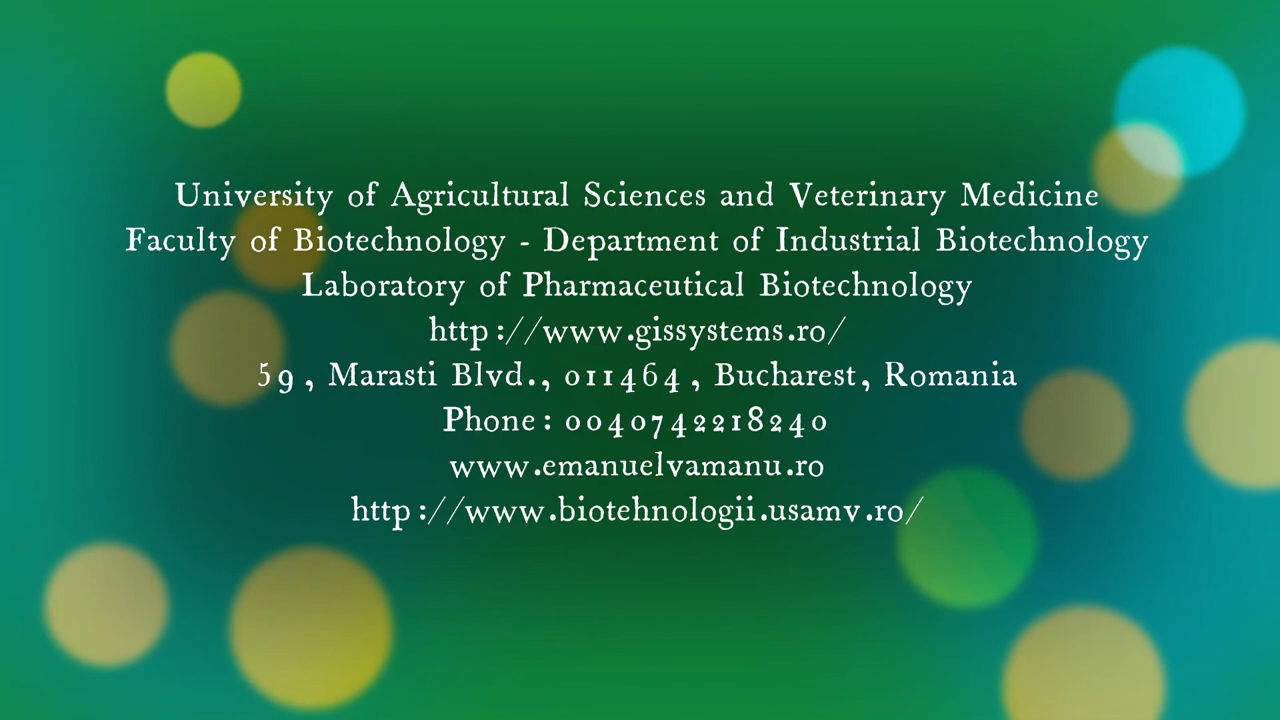 University of Agricultural Sciences and Veterinary Medicine
Faculty of Biotechnology - Department of Industrial Biotechnology
Laboratory of Pharmaceutical Biotechnology
http://www.gissystems.ro/
59, Marasti Blvd., 011464, Bucharest, Romania
Phone: 0040742218240
www.emanuelvamanu.ro
http://www.biotehnologii.usamv.ro/